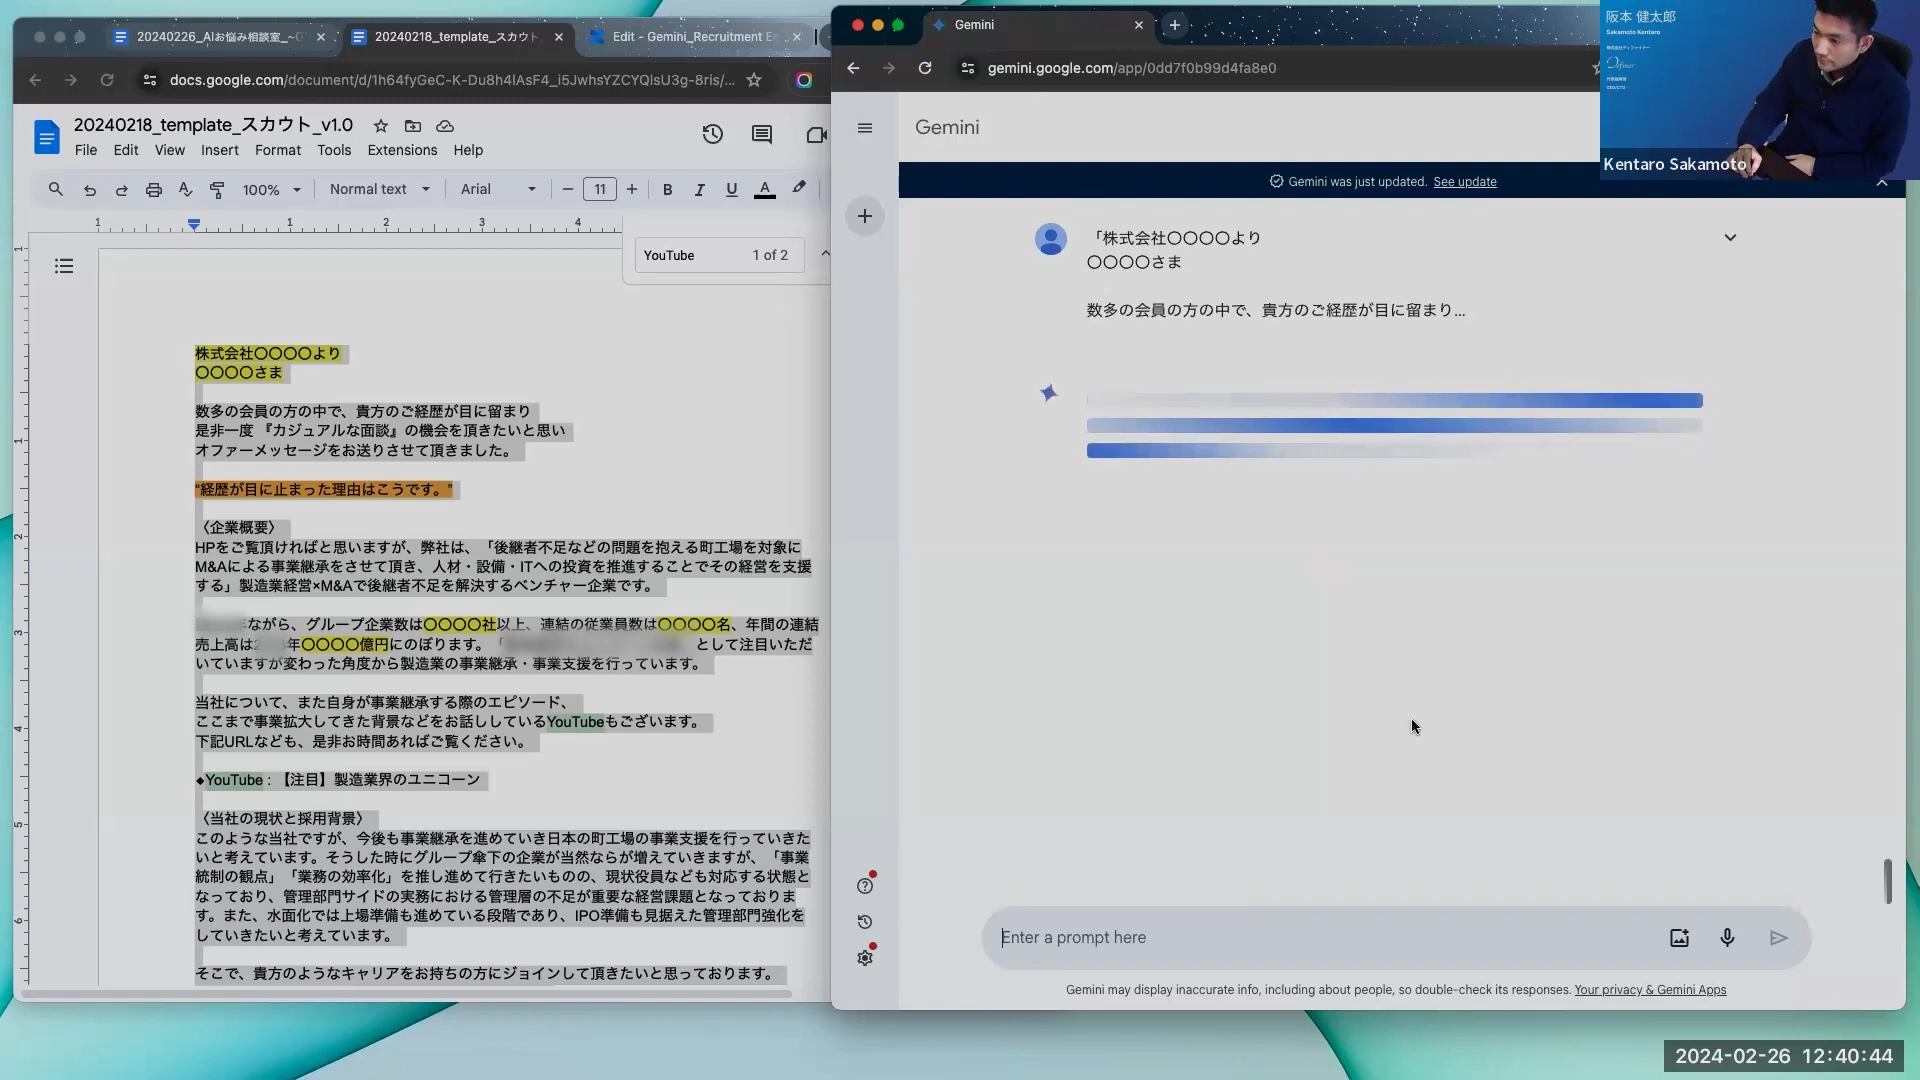 20240226_AIお悩み相談室_~G
20240218_template_スカウト
Edit - Gemini_Recruitment E
docs.google.com/document/d/1h64fyGeC-K-Du8h4lAsF4_i5JwhsYZCYQlsU3g-8ris/...
20240218_template_スカウト_v1.0
File Edit View Insert Format Tools Extensions Help
100% Normal text Arial 11 B I U A
1 1 2 3 4
YouTube 1 of 2
株式会社〇〇〇〇より
〇〇〇〇さま
数多の会員の方の中で、貴方のご経歴が目に留まり
是非一度 『カジュアルな面談』の機会を頂きたいと思い
オファーメッセージをお送りさせて頂きました。
“経歴が目に止まった理由はこうです。”
〈企業概要〉
HPをご覧頂ければと思いますが、弊社は、「後継者不足などの問題を抱える町工場を対象に
M&Aによる事業承継をさせて頂き、人材・設備・ITへの投資を推進することでその経営を支援
する」製造業経営×M&Aで後継者不足を解決するベンチャー企業です。
ながら、グループ企業数は〇〇〇〇社以上、連結の従業員数は〇〇〇〇名、年間の連結
売上高は2 年〇〇〇〇億円にのぼります。「 として注目いただ
いていますが変わった角度から製造業の事業継承・事業支援を行っています。
当社について、また自身が事業継承する際のエピソード、
ここまで事業拡大してきた背景などをお話ししているYouTubeもございます。
下記URLなども、是非お時間あればご覧ください。
◆YouTube：【注目】製造業界のユニコーン
〈当社の現状と採用背景〉
このような当社ですが、今後も事業継承を進めていき日本の町工場の事業支援を行っていきた
いと考えています。そうした時にグループ傘下の企業が当然ならが増えていきますが、「事業
統制の観点」「業務の効率化」を推し進めて行きたいものの、現状役員なども対応する状態と
なっており、管理部門サイドの実務における管理層の不足が重要な経営課題となっておりま
す。また、水面化では上場準備も進めている段階であり、IPO準備も見据えた管理部門強化を
していきたいと考えています。
そこで、貴方のようなキャリアをお持ちの方にジョインして頂きたいと思っております。
1
1
2
3
4
5
6
Gemini
gemini.google.com/app/0dd7f0b99d4fa8e0
Gemini
Gemini was just updated. See update
「株式会社〇〇〇〇より
〇〇〇〇さま
数多の会員の方の中で、貴方のご経歴が目に留まり...
Enter a prompt here
Gemini may display inaccurate info, including about people, so double-check its responses. Your privacy & Gemini Apps
阪本 健太郎
Sakamoto Kentaro
株式会社ディファイナー
Definer
代表取締役
CEO/CTO
Kentaro Sakamoto
2024-02-26 12:40:44